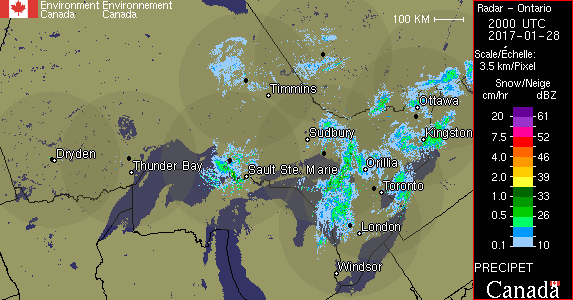 Environment Environnement
Canada Canada
100 KM
Radar - Ontario
2000 UTC
2017-01-28
Scale/Échelle:
3.5 km/Pixel
Snow/Neige
cm/hr dBZ
20 61
7.5 52
4.0 46
2.0 39
1.0 33
0.5 26
0.1 10
PRECIPET
Canada
Timmins
Ottawa
Sudbury
Kingston
Dryden
Thunder Bay
Sault Ste. Marie
Orillia
Toronto
London
Windsor